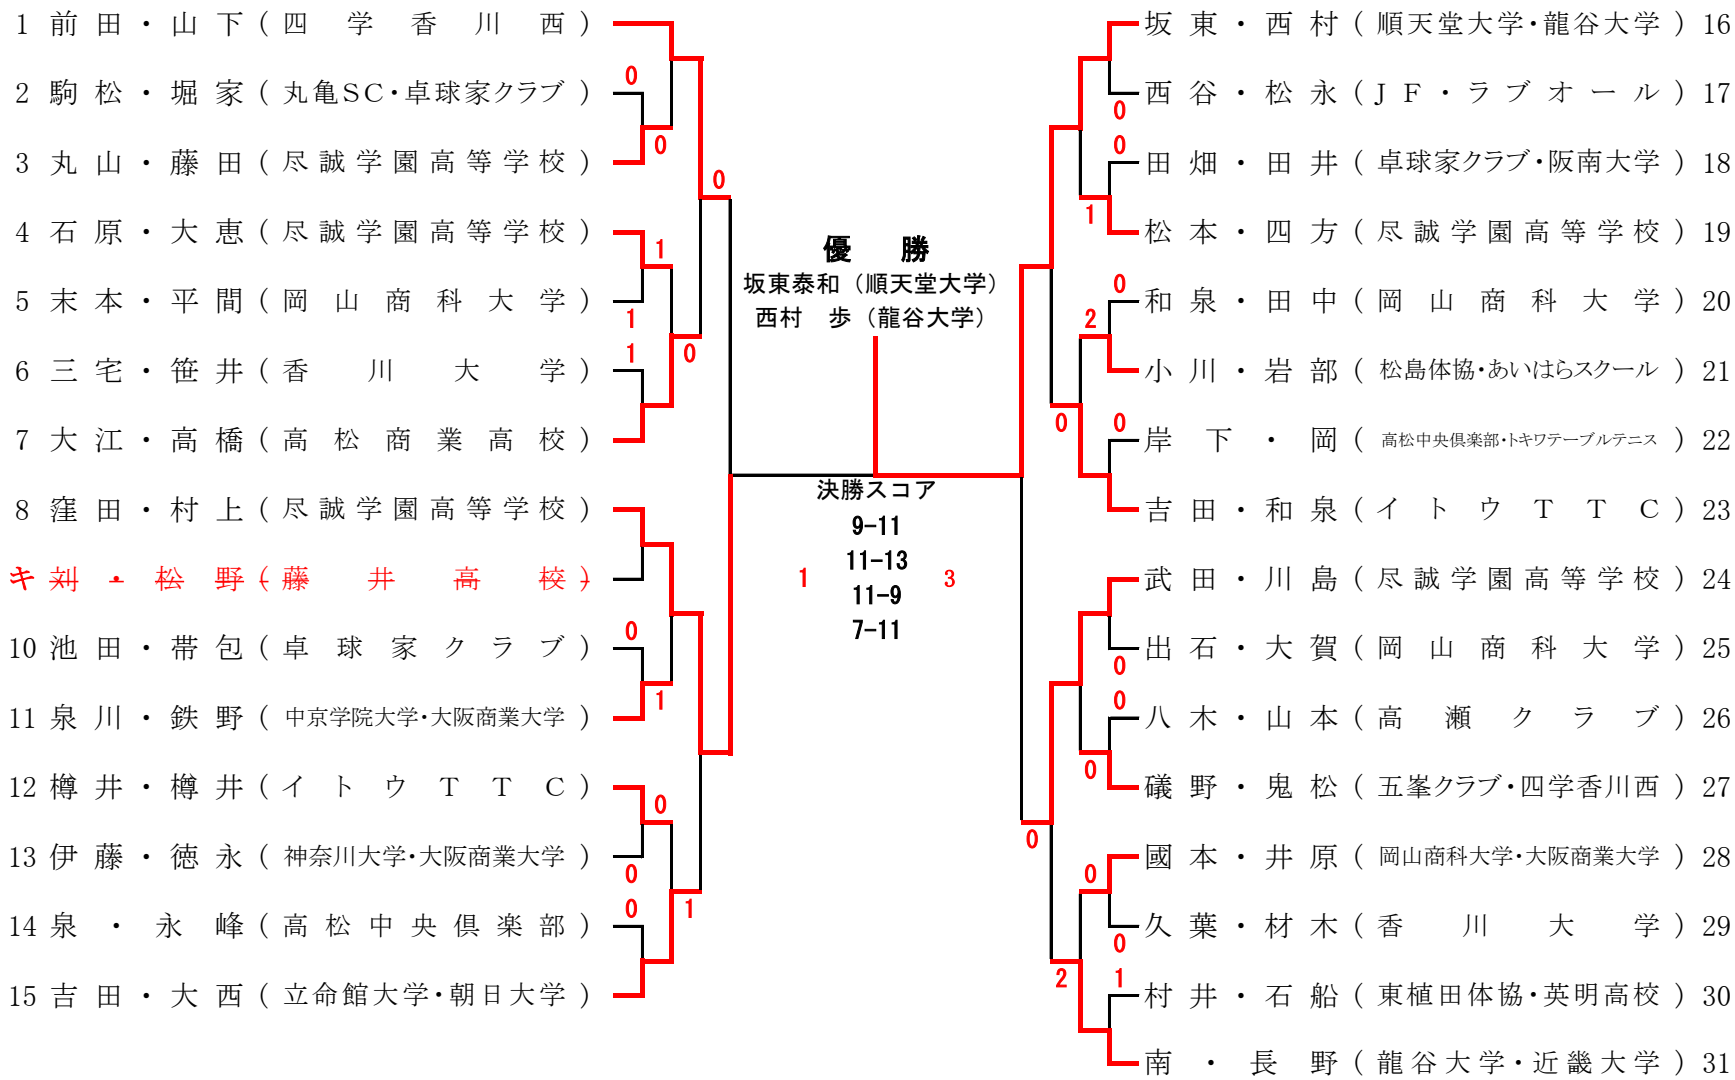 1 前田・山下(四学香川西)
0
2 駒松・堀家(丸亀SC・卓球家クラブ)
0
3 丸山・藤田(尽誠学園高等学校)
0
4 石原・大恵(尽誠学園高等学校)
1
5 末本・平間(岡山商科大学)
1
1
0
6 三宅・笹井(香川大学)
7 大江・高橋(高松商業高校)
8 窪田・村上(尽誠学園高等学校)
キ 刘・松野(藤井高校)
10 池田・帯包(卓球家クラブ)
0
1
11 泉川・鉄野(中京学院大学・大阪商業大学)
12 樽井・樽井(イトウTTC)
0
13 伊藤・徳永(神奈川大学・大阪商業大学)
0
0
1
14 泉・永峰(高松中央倶楽部)
15 吉田・大西(立命館大学・朝日大学)
優 勝
坂東泰和(順天堂大学)
西村 歩(龍谷大学)
決勝スコア
9-11
11-13
1 11-9 3
7-11
坂東・西村(順天堂大学・龍谷大学)16
西谷・松永(JF・ラブオール)17
0
0
田畑・田井(卓球家クラブ・阪南大学)18
1
松本・四方(尽誠学園高等学校)19
0
和泉・田中(岡山商科大学)20
2
小川・岩部(松島体協・あいはらスクール)21
0
0
岸下・岡(高松中央倶楽部・トキワテーブルテニス)22
吉田・和泉(イトウTTC)23
武田・川島(尽誠学園高等学校)24
出石・大賀(岡山商科大学)25
0
0
八木・山本(高瀬クラブ)26
0
礒野・鬼松(五峯クラブ・四学香川西)27
0
國本・井原(岡山商科大学・大阪商業大学)28
0
久葉・材木(香川大学)29
0
2
1
村井・石船(東植田体協・英明高校)30
南・長野(龍谷大学・近畿大学)31